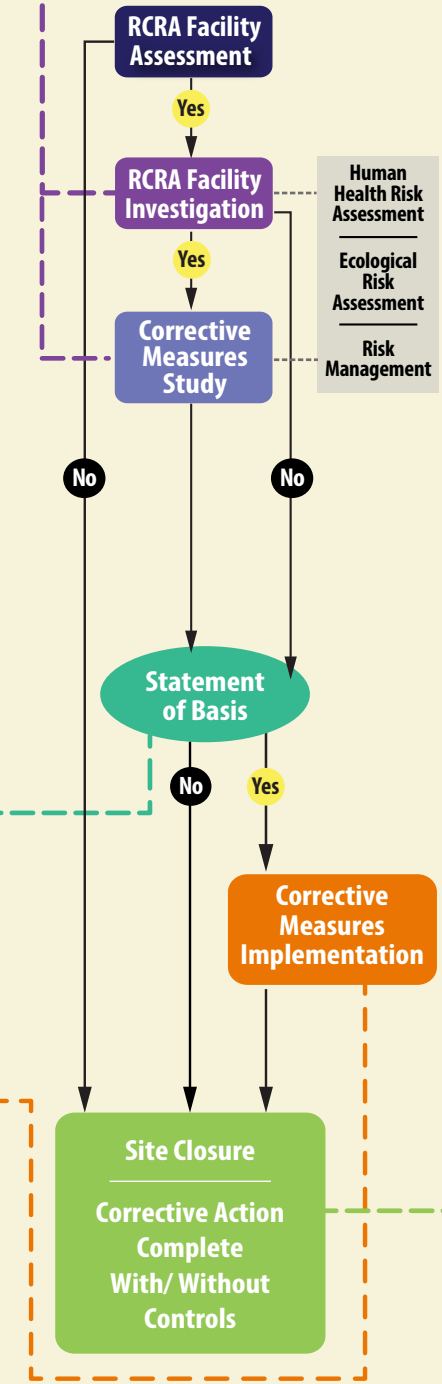 RCRA Facility
Assessment
Yes
RCRA Facility
Investigation
Human
Health Risk
Assessment
Ecological
Risk
Assessment
Risk
Management
Yes
Corrective
Measures
Study
No
No
Statement
of Basis
No
Yes
Corrective
Measures
Implementation
Site Closure
Corrective Action
Complete
With/ Without
Controls